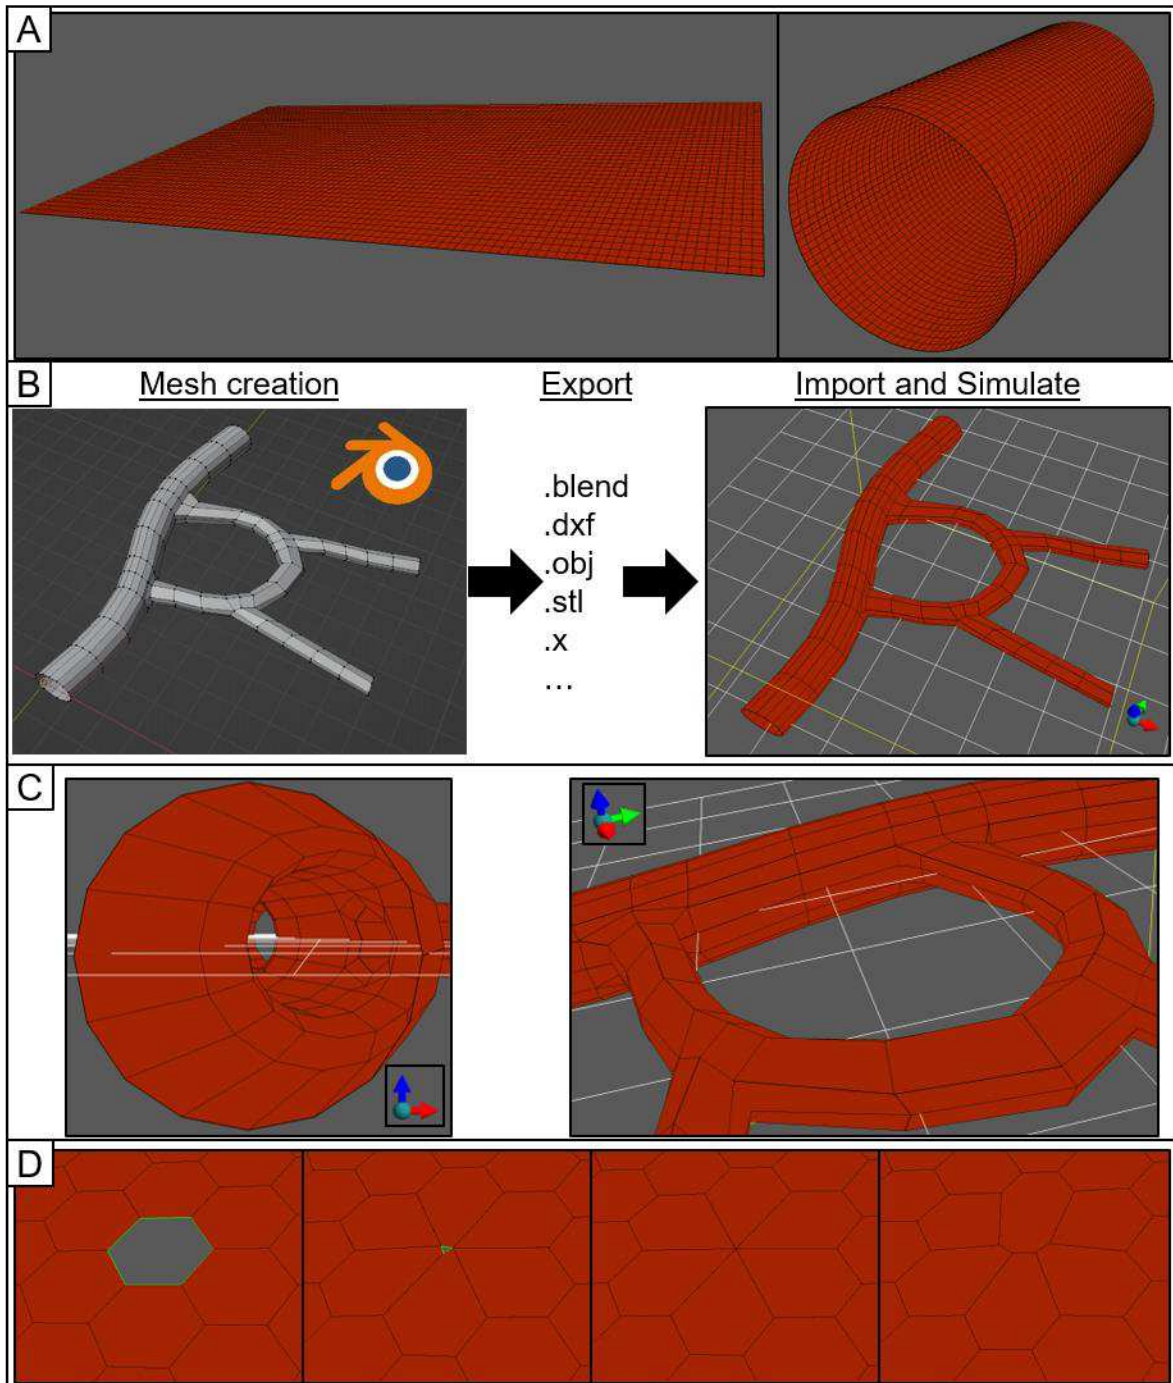 A
B
Mesh creation
Export
Import and Simulate
.blend
.dxf
.obj
.stl
.x
...
C
D